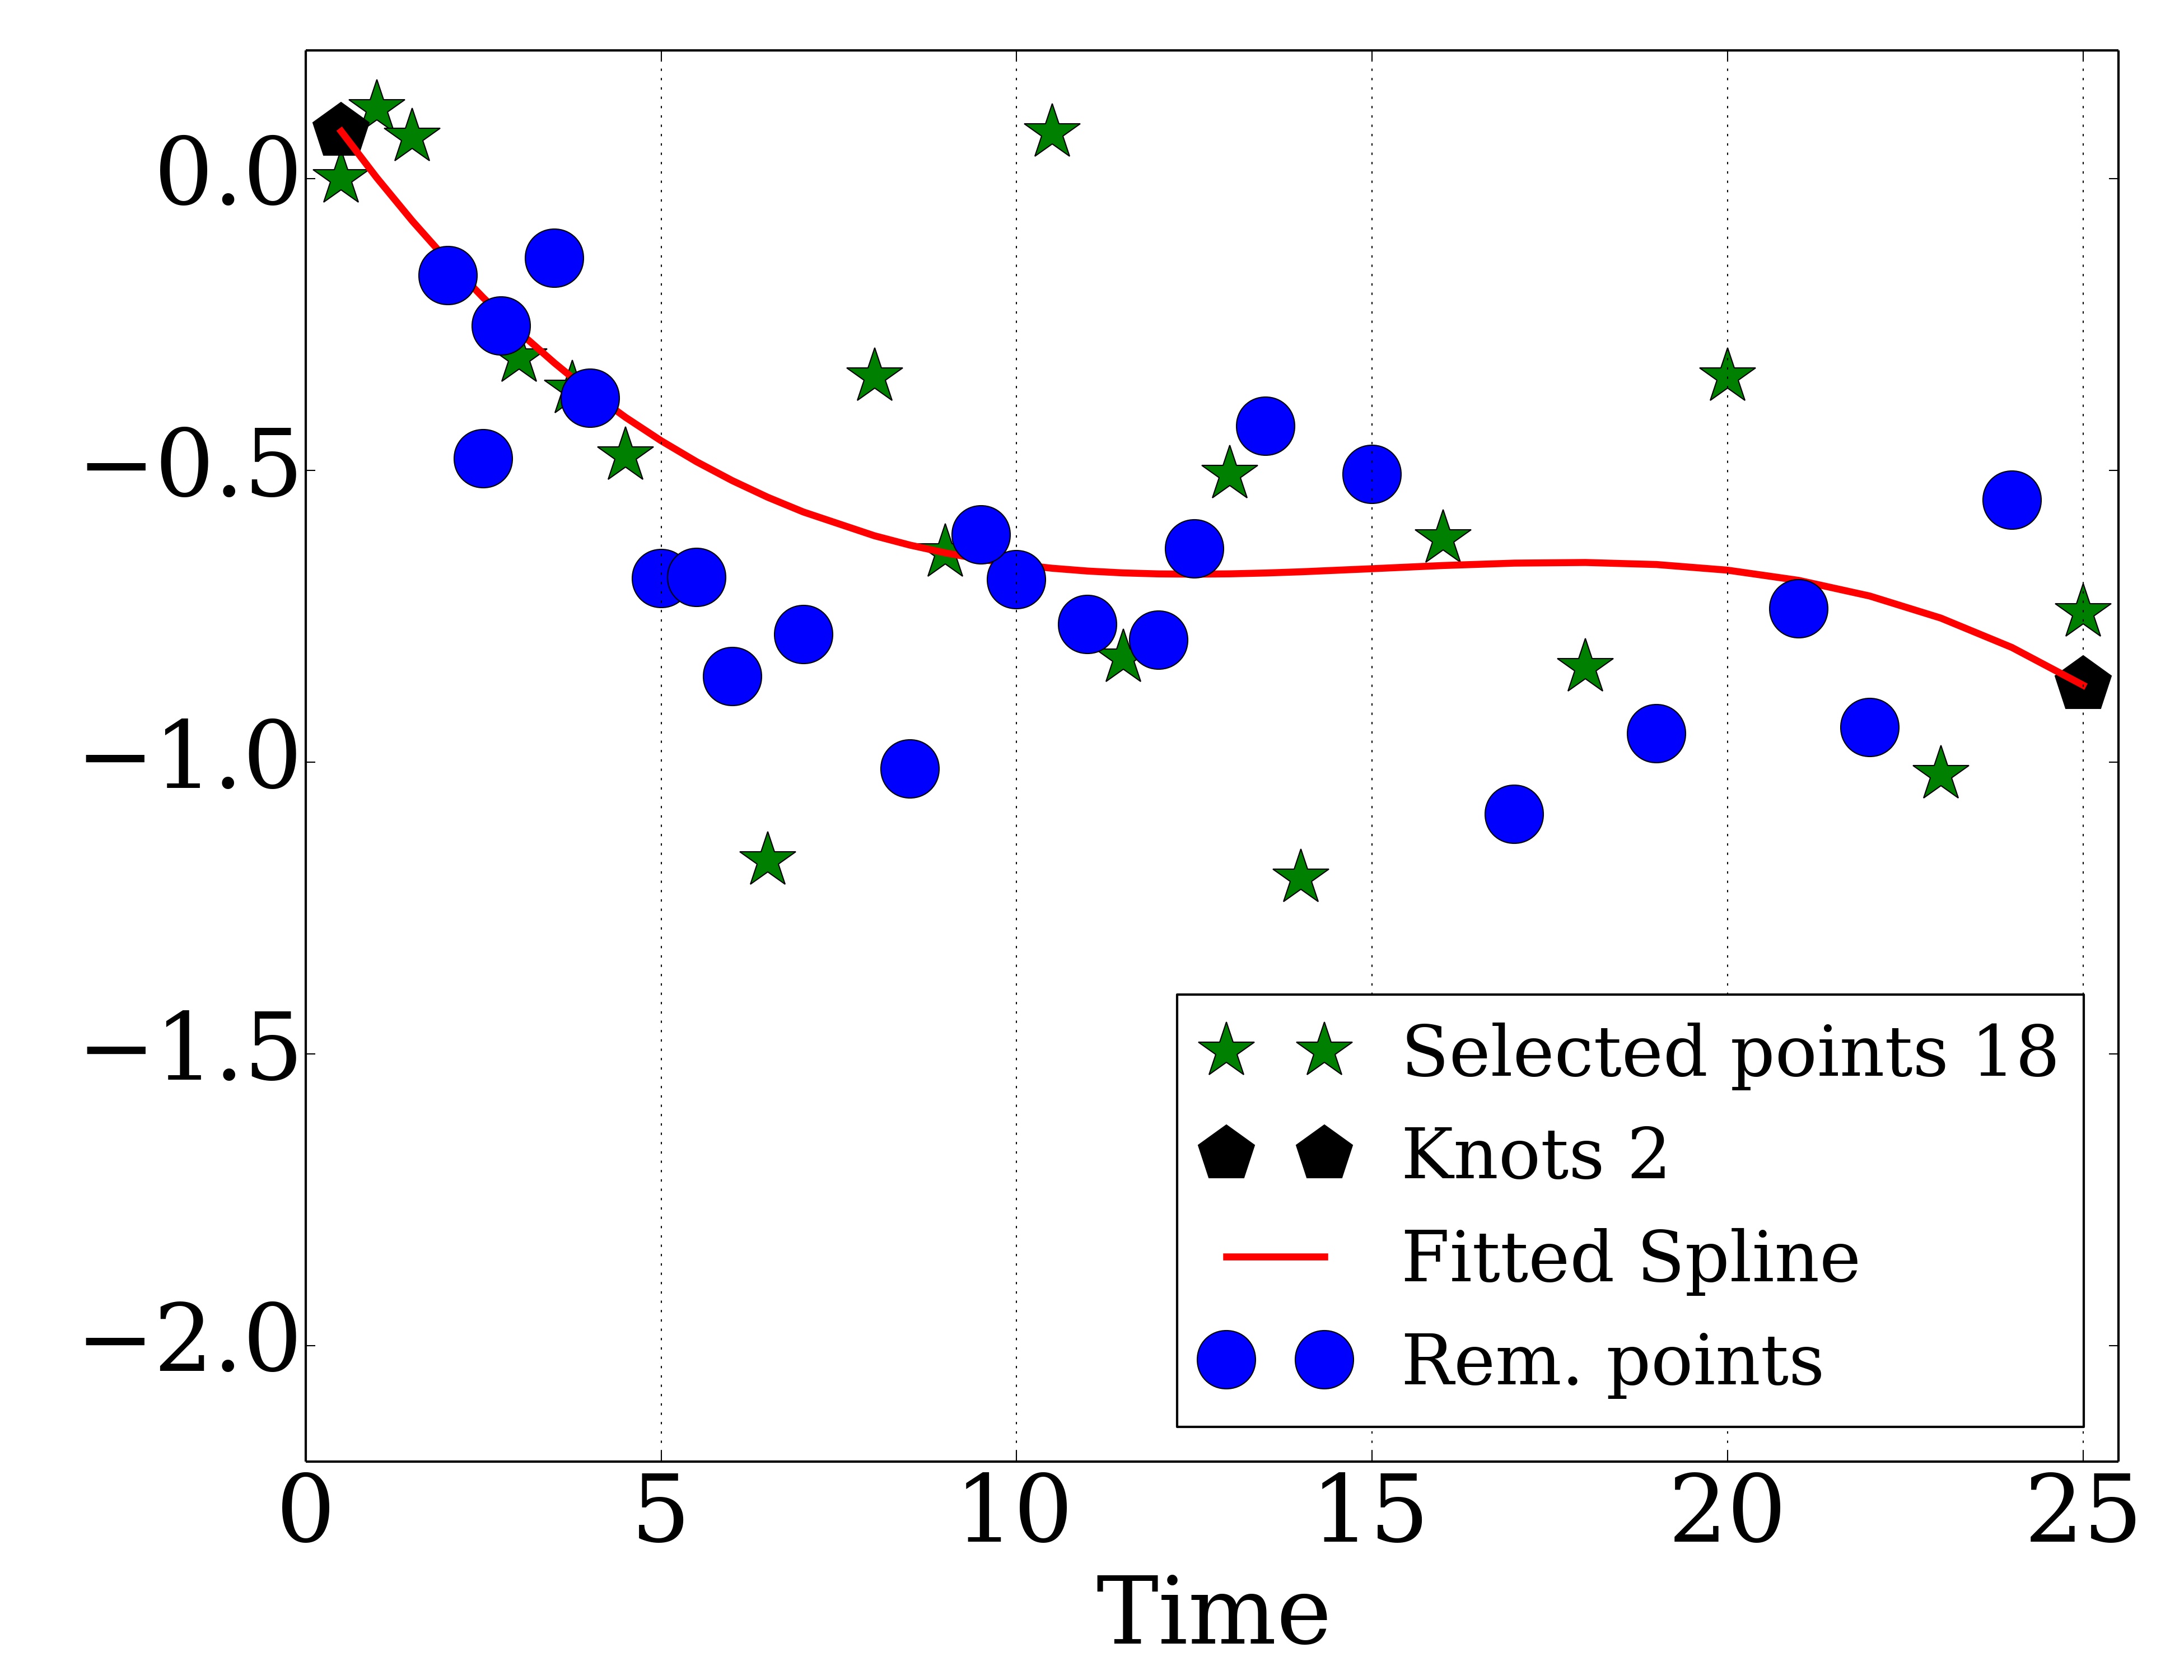 0.0
−0.5
−1.0
−1.5
−2.0
Selected points 18
Knots 2
Fitted Spline
Rem. points
0 5 10 15 20 25
Time